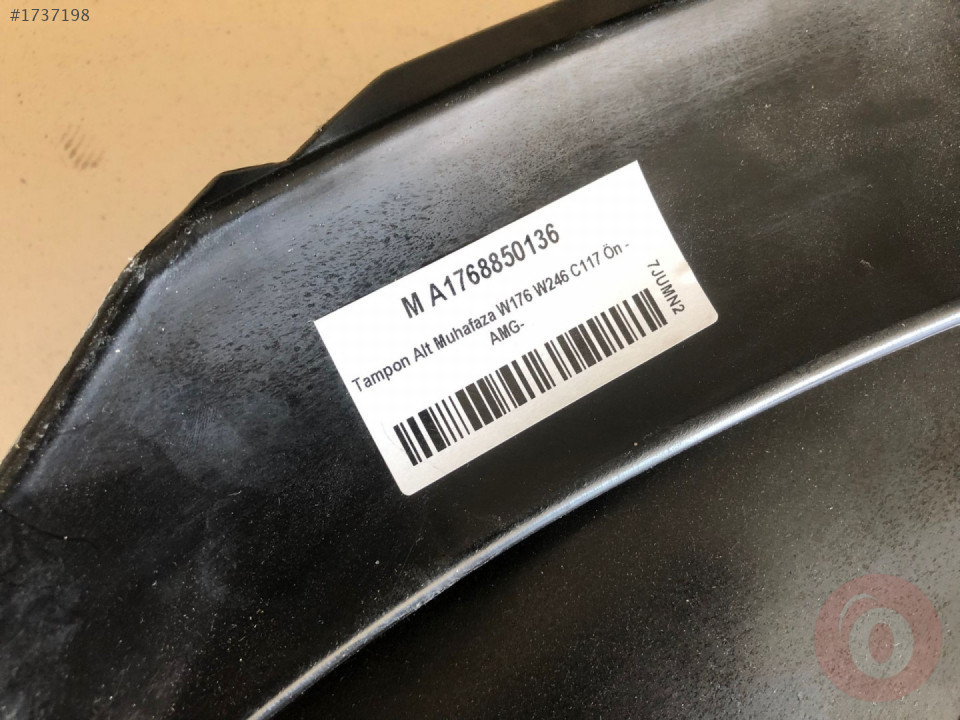 #1737198
M A1768850136
Tampon Alt Muhafaza W176 W246 C117 Ön -
AMG-
7JUMN2